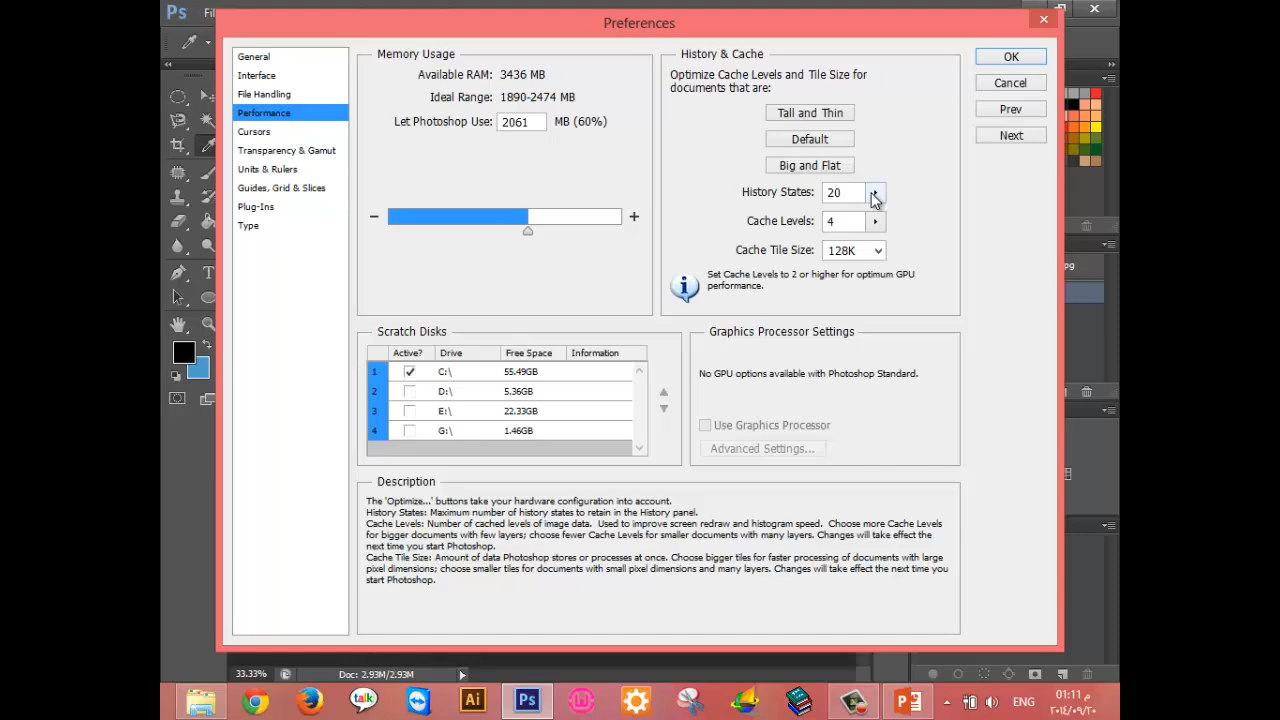 Ps
Fil
Preferences
General
Interface
File Handling
Performance
Cursors
Transparency & Gamut
Units & Rulers
Guides, Grid & Slices
Plug-Ins
Type
Memory Usage
Available RAM: 3436 MB
Ideal Range: 1890-2474 MB
Let Photoshop Use: 2061 MB (60%)
History & Cache
Optimize Cache Levels and Tile Size for
documents that are:
Tall and Thin
Default
Big and Flat
History States: 20
Cache Levels: 4
Cache Tile Size: 128K
Set Cache Levels to 2 or higher for optimum GPU
performance.
OK
Cancel
Prev
Next
Scratch Disks
Active? Drive Free Space Information
1 C:\ 55.49GB
2 D:\ 5.36GB
3 E:\ 22.33GB
4 G:\ 1.46GB
Graphics Processor Settings
No GPU options available with Photoshop Standard.
Use Graphics Processor
Advanced Settings...
Description
The 'Optimize...' buttons take your hardware configuration into account.
History States: Maximum number of history states to retain in the History panel.
Cache Levels: Number of cached levels of image data. Used to improve screen redraw and histogram speed. Choose more Cache Levels
for bigger documents with few layers; choose fewer Cache Levels for smaller documents with many layers. Changes will take effect the
next time you start Photoshop.
Cache Tile Size: Amount of data Photoshop stores or processes at once. Choose bigger tiles for faster processing of documents with large
pixel dimensions; choose smaller tiles for documents with small pixel dimensions and many layers. Changes will take effect the next time you
start Photoshop.
pg
33.33%
Doc: 2.93M/2.93M
talk
Ai
Ps
ENG
م 01:11